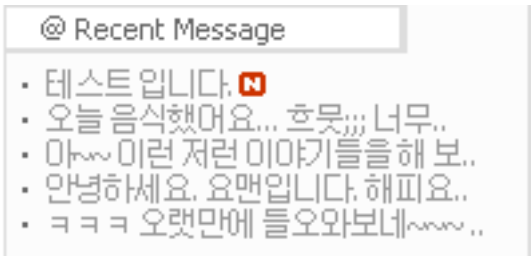 @ Recent Message
· 테스트 입니다. N
· 오늘 음식했어요... 흐뭇;;; 너무..
· 아~~ 이런 저런 이야기들을 해 보..
· 안녕하세요. 요맨입니다. 해피요..
· ㅋㅋㅋ 오랫만에 들오와보네~~~..